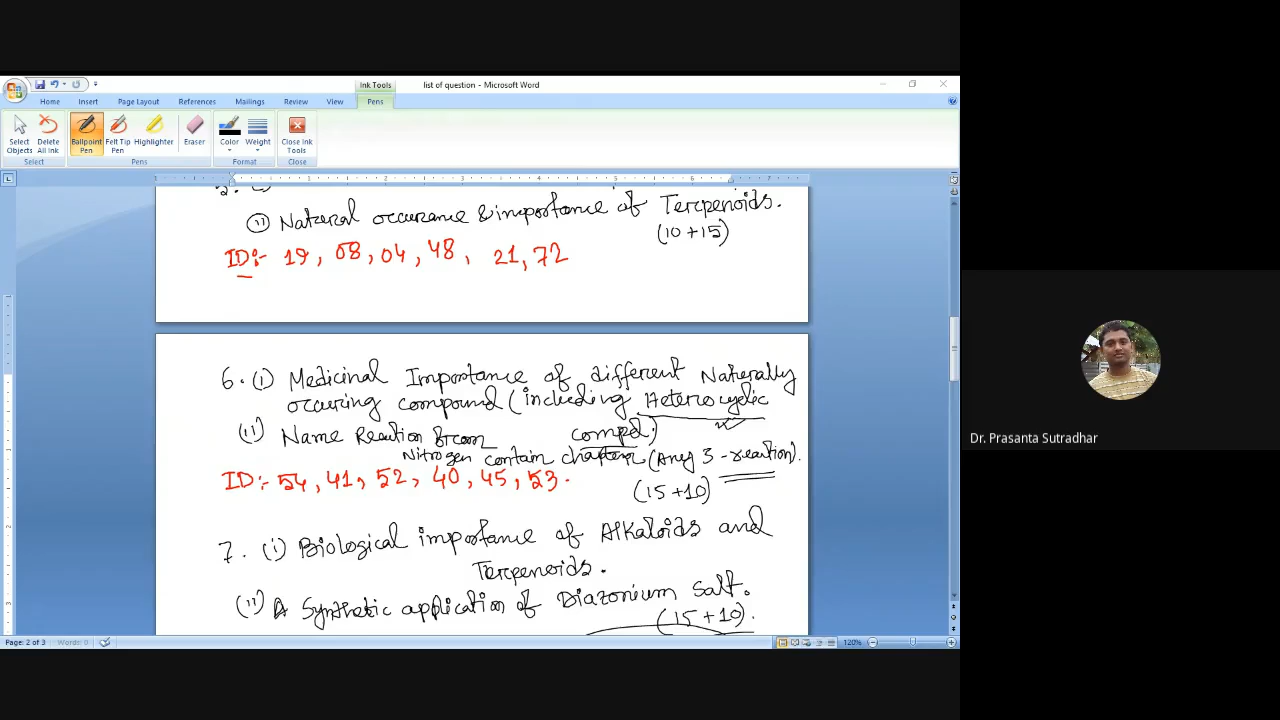 Ink Tools
list of question - Microsoft Word
Home Insert Page Layout References Mailings Review View Pens
Select Objects
Delete All Ink
Ballpoint Pen
Felt Tip Pen
Highlighter
Eraser
Color
Weight
Close Ink Tools
Select Pens Format Close
(ii) Natural occurance & importance of Terpenoids.
(10+15)
ID:- 19, 08, 04, 48, 21, 72
6. (i) Medicinal Importance of different Naturally
occuring compound (including Heterocyclic
compd.)
(ii) Name Reaction from
Nitrogen contain chapter (Any 3 - reaction).
ID:- 54, 41, 52, 40, 45, 53.
(15+10)
7. (i) Biological importance of Alkaloids and
Terpenoids.
(ii) A Synthetic application of Diazonium Salt.
(15+10).
Page: 2 of 3 Words: 0 120%
Dr. Prasanta Sutradhar